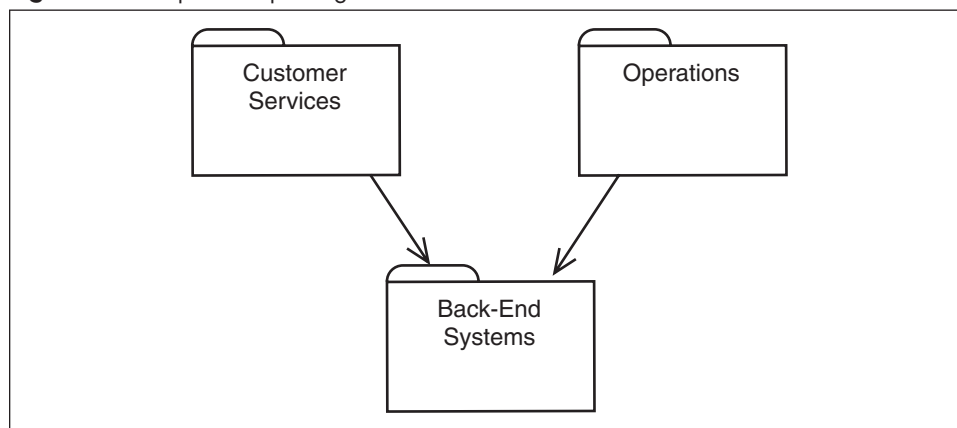 Customer
Services
Operations
Back-End
Systems